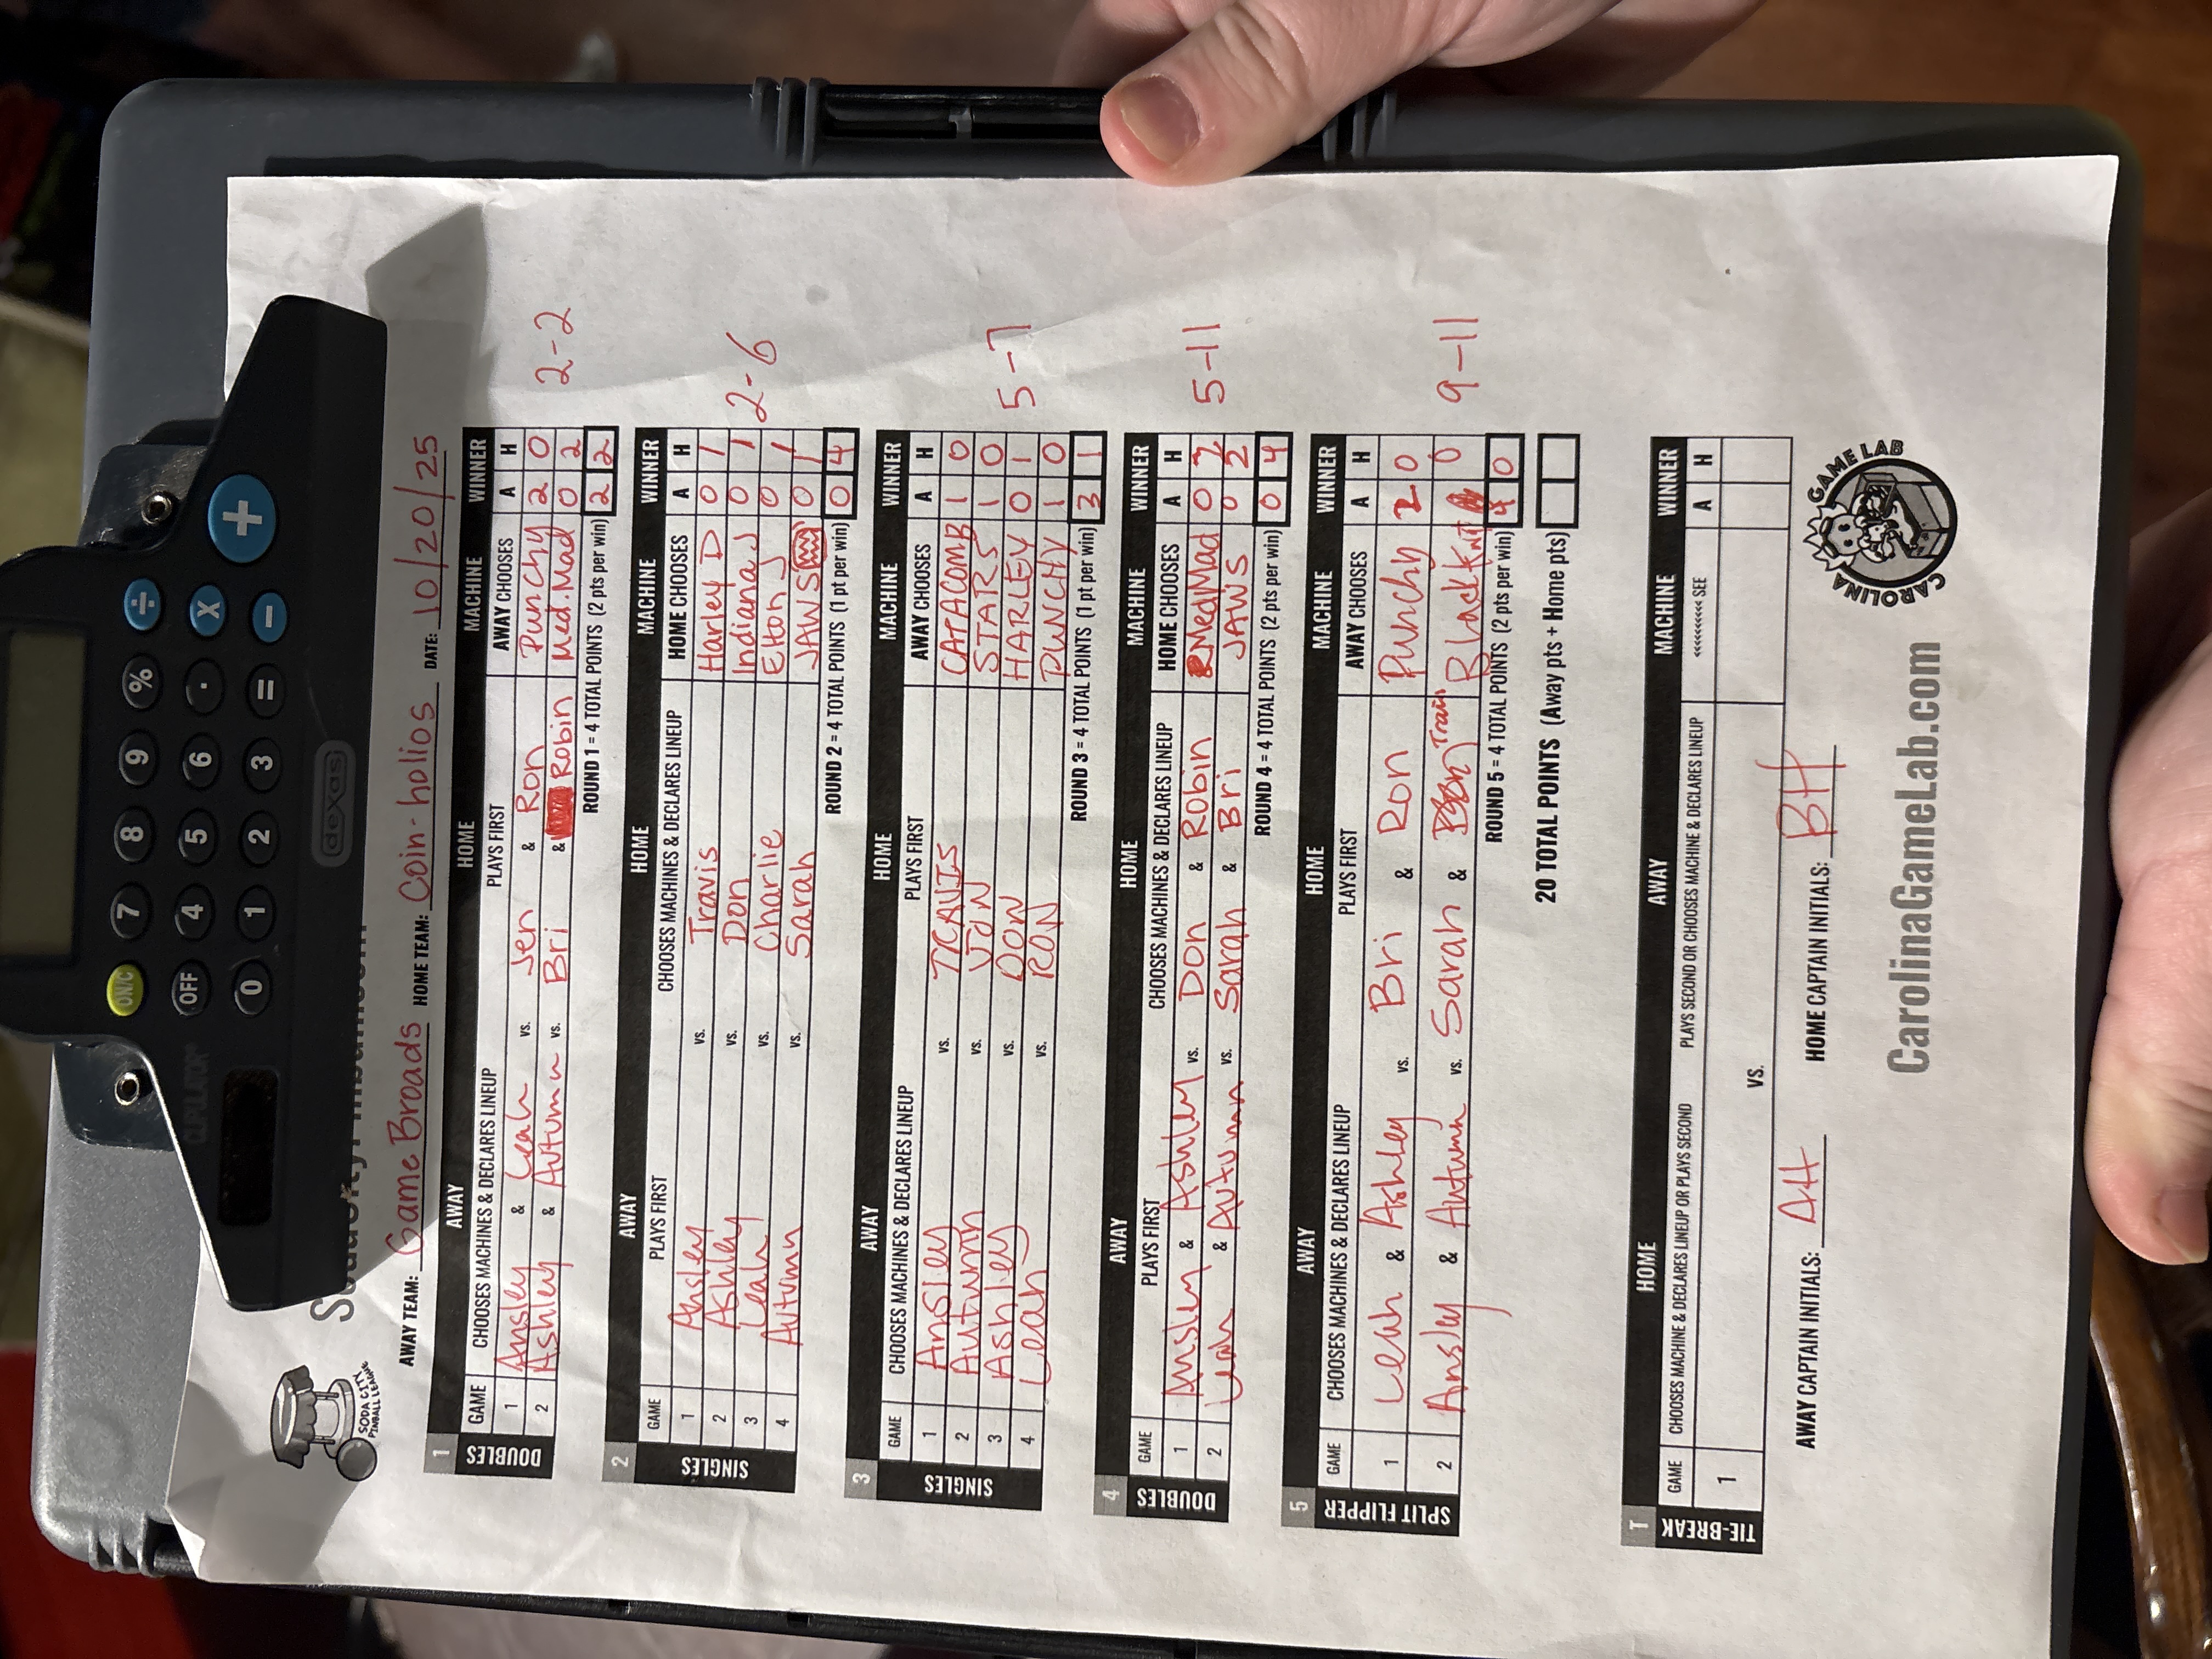 SODA CITY
PINBALL LEAGUE
AWAY TEAM: Game Broads HOME TEAM: Coin-holios DATE: 10/20/25
1 AWAY HOME MACHINE WINNER
DOUBLES
GAME CHOOSES MACHINES & DECLARES LINEUP PLAYS FIRST AWAY CHOOSES A H
1 Ansley & Leah vs. Jen & Ron Punchy 2 0
2 Ashley & Autumn vs. Bri & Robin Med. Mad 0 2
ROUND 1 = 4 TOTAL POINTS (2 pts per win) 2 2
2-2
2 AWAY HOME MACHINE WINNER
SINGLES
GAME PLAYS FIRST CHOOSES MACHINES & DECLARES LINEUP HOME CHOOSES A H
1 Ansley vs. Travis Harley D 0 1
2 Ashley vs. Don Indiana J 0 1
3 Leah vs. Charlie Elton J 0 1
4 Autumn vs. Sarah JAWS 0 1
ROUND 2 = 4 TOTAL POINTS (1 pt per win) 0 4
2-6
3 AWAY HOME MACHINE WINNER
SINGLES
GAME CHOOSES MACHINES & DECLARES LINEUP PLAYS FIRST AWAY CHOOSES A H
1 Ansley vs. TRAVIS CATACOMB 1 0
2 Autumn vs. STARS 1 0
3 Ashley vs. DON HARLEY 0 1
4 Leah vs. RON PUNCHY 1 0
ROUND 3 = 4 TOTAL POINTS (1 pt per win) 3 1
5-7
4 AWAY HOME MACHINE WINNER
DOUBLES
GAME PLAYS FIRST CHOOSES MACHINES & DECLARES LINEUP HOME CHOOSES A H
1 Ansley & Ashley vs. Don & Robin Med Mad 0 2
2 Leah & Autumn vs. Sarah & Bri JAWS 0 2
ROUND 4 = 4 TOTAL POINTS (2 pts per win) 0 4
5-11
5 AWAY HOME MACHINE WINNER
SPLIT FLIPPER
GAME CHOOSES MACHINES & DECLARES LINEUP PLAYS FIRST AWAY CHOOSES A H
1 Leah & Ashley vs. Bri & Ron Punchy 2 0
2 Ansley & Autumn vs. Sarah & BlackKnt 0
ROUND 5 = 4 TOTAL POINTS (2 pts per win) 4 0
9-11
20 TOTAL POINTS (Away pts + Home pts)
T HOME AWAY MACHINE WINNER
TIE-BREAK
GAME CHOOSES MACHINE & DECLARES LINEUP OR PLAYS SECOND PLAYS SECOND OR CHOOSES MACHINE & DECLARES LINEUP <<<<<<<<< SEE A H
1 VS.
AWAY CAPTAIN INITIALS: AH HOME CAPTAIN INITIALS: BH
CarolinaGameLab.com
CAROLINA GAME LAB
ON/C 7 8 9 % ÷
OFF 4 5 6 . X
0 1 2 3 = −
+
dexas